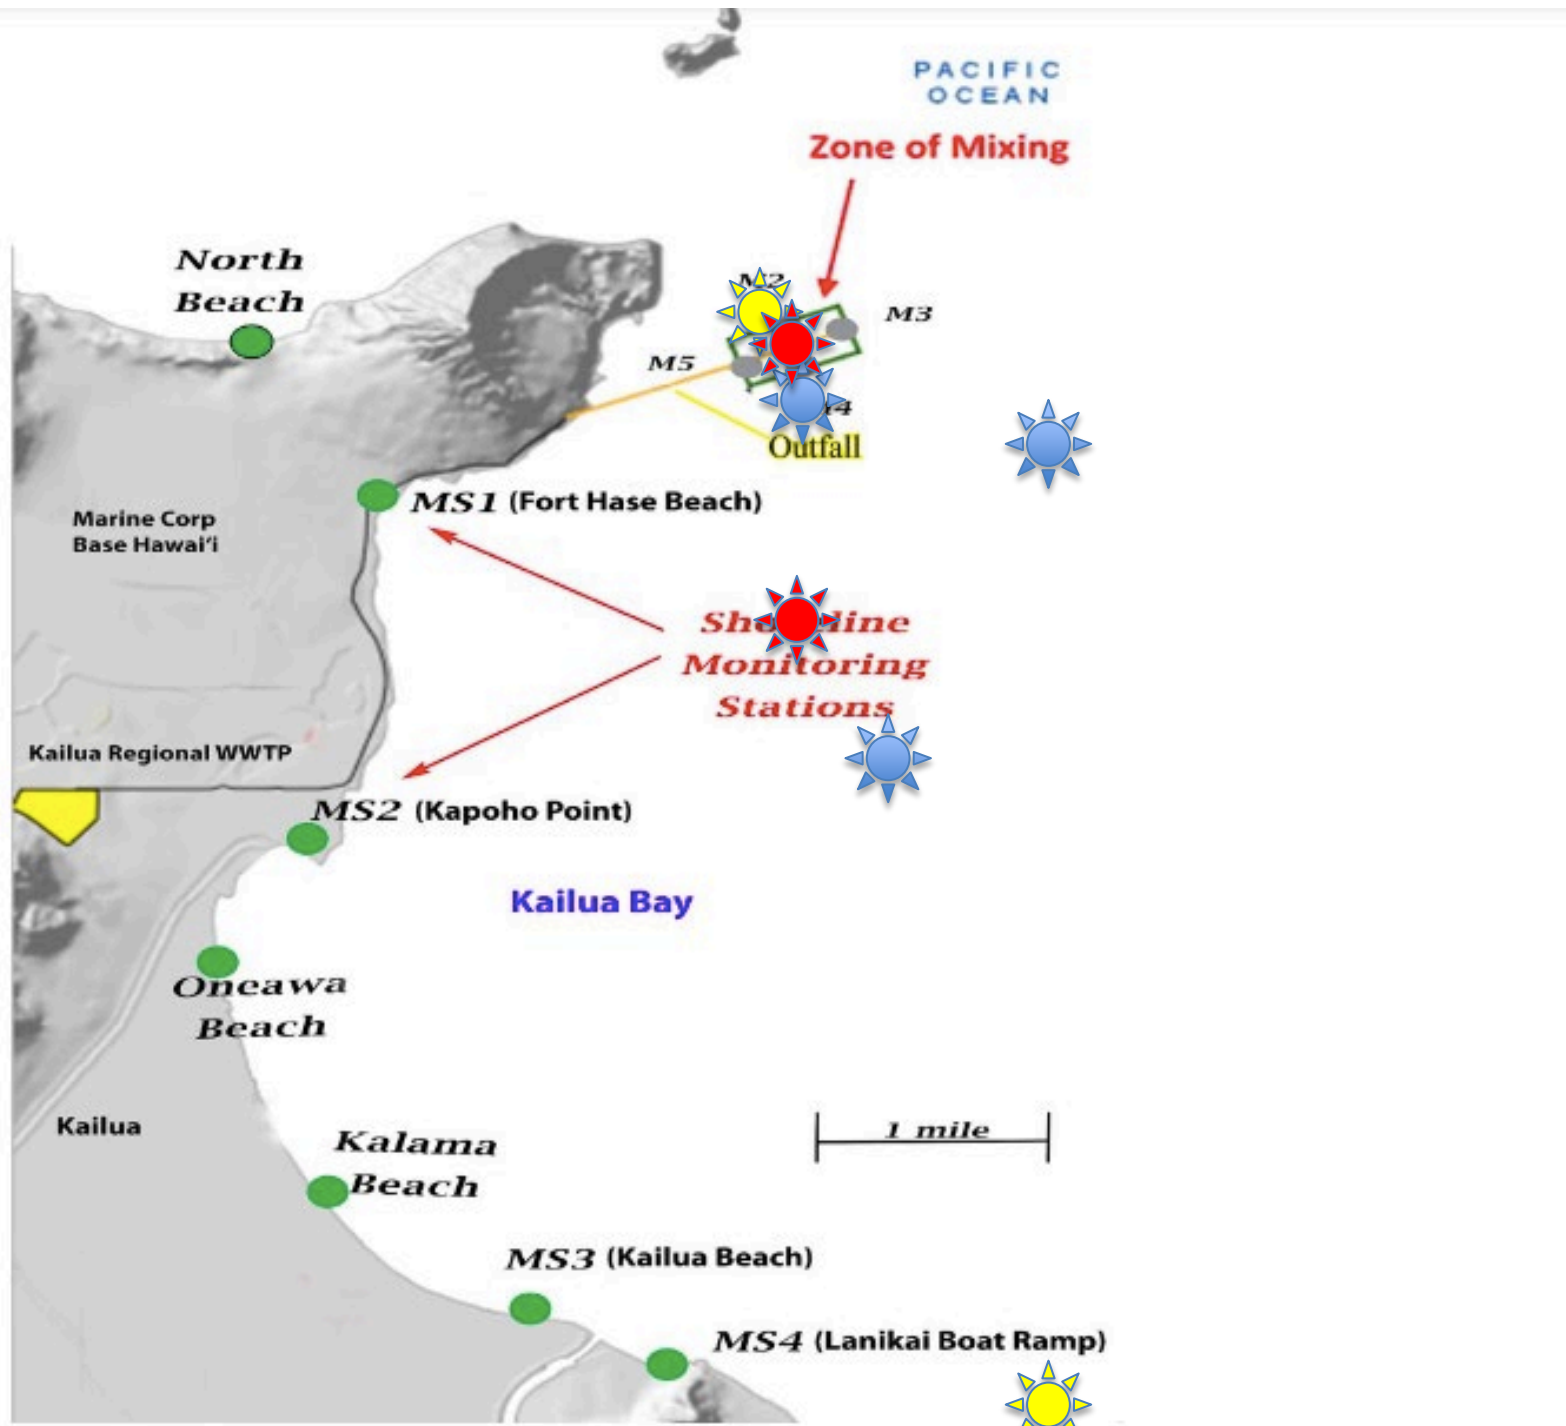 PACIFIC
OCEAN
Zone of Mixing
North
Beach
M2
M3
M5
Outfall
MS1 (Fort Hase Beach)
Marine Corp
Base Hawai‘i
Monitoring
Stations
Kailua Regional WWTP
MS2 (Kapoho Point)
Kailua Bay
Oneawa
Beach
Kailua
1 mile
Kalama
Beach
MS3 (Kailua Beach)
MS4 (Lanikai Boat Ramp)